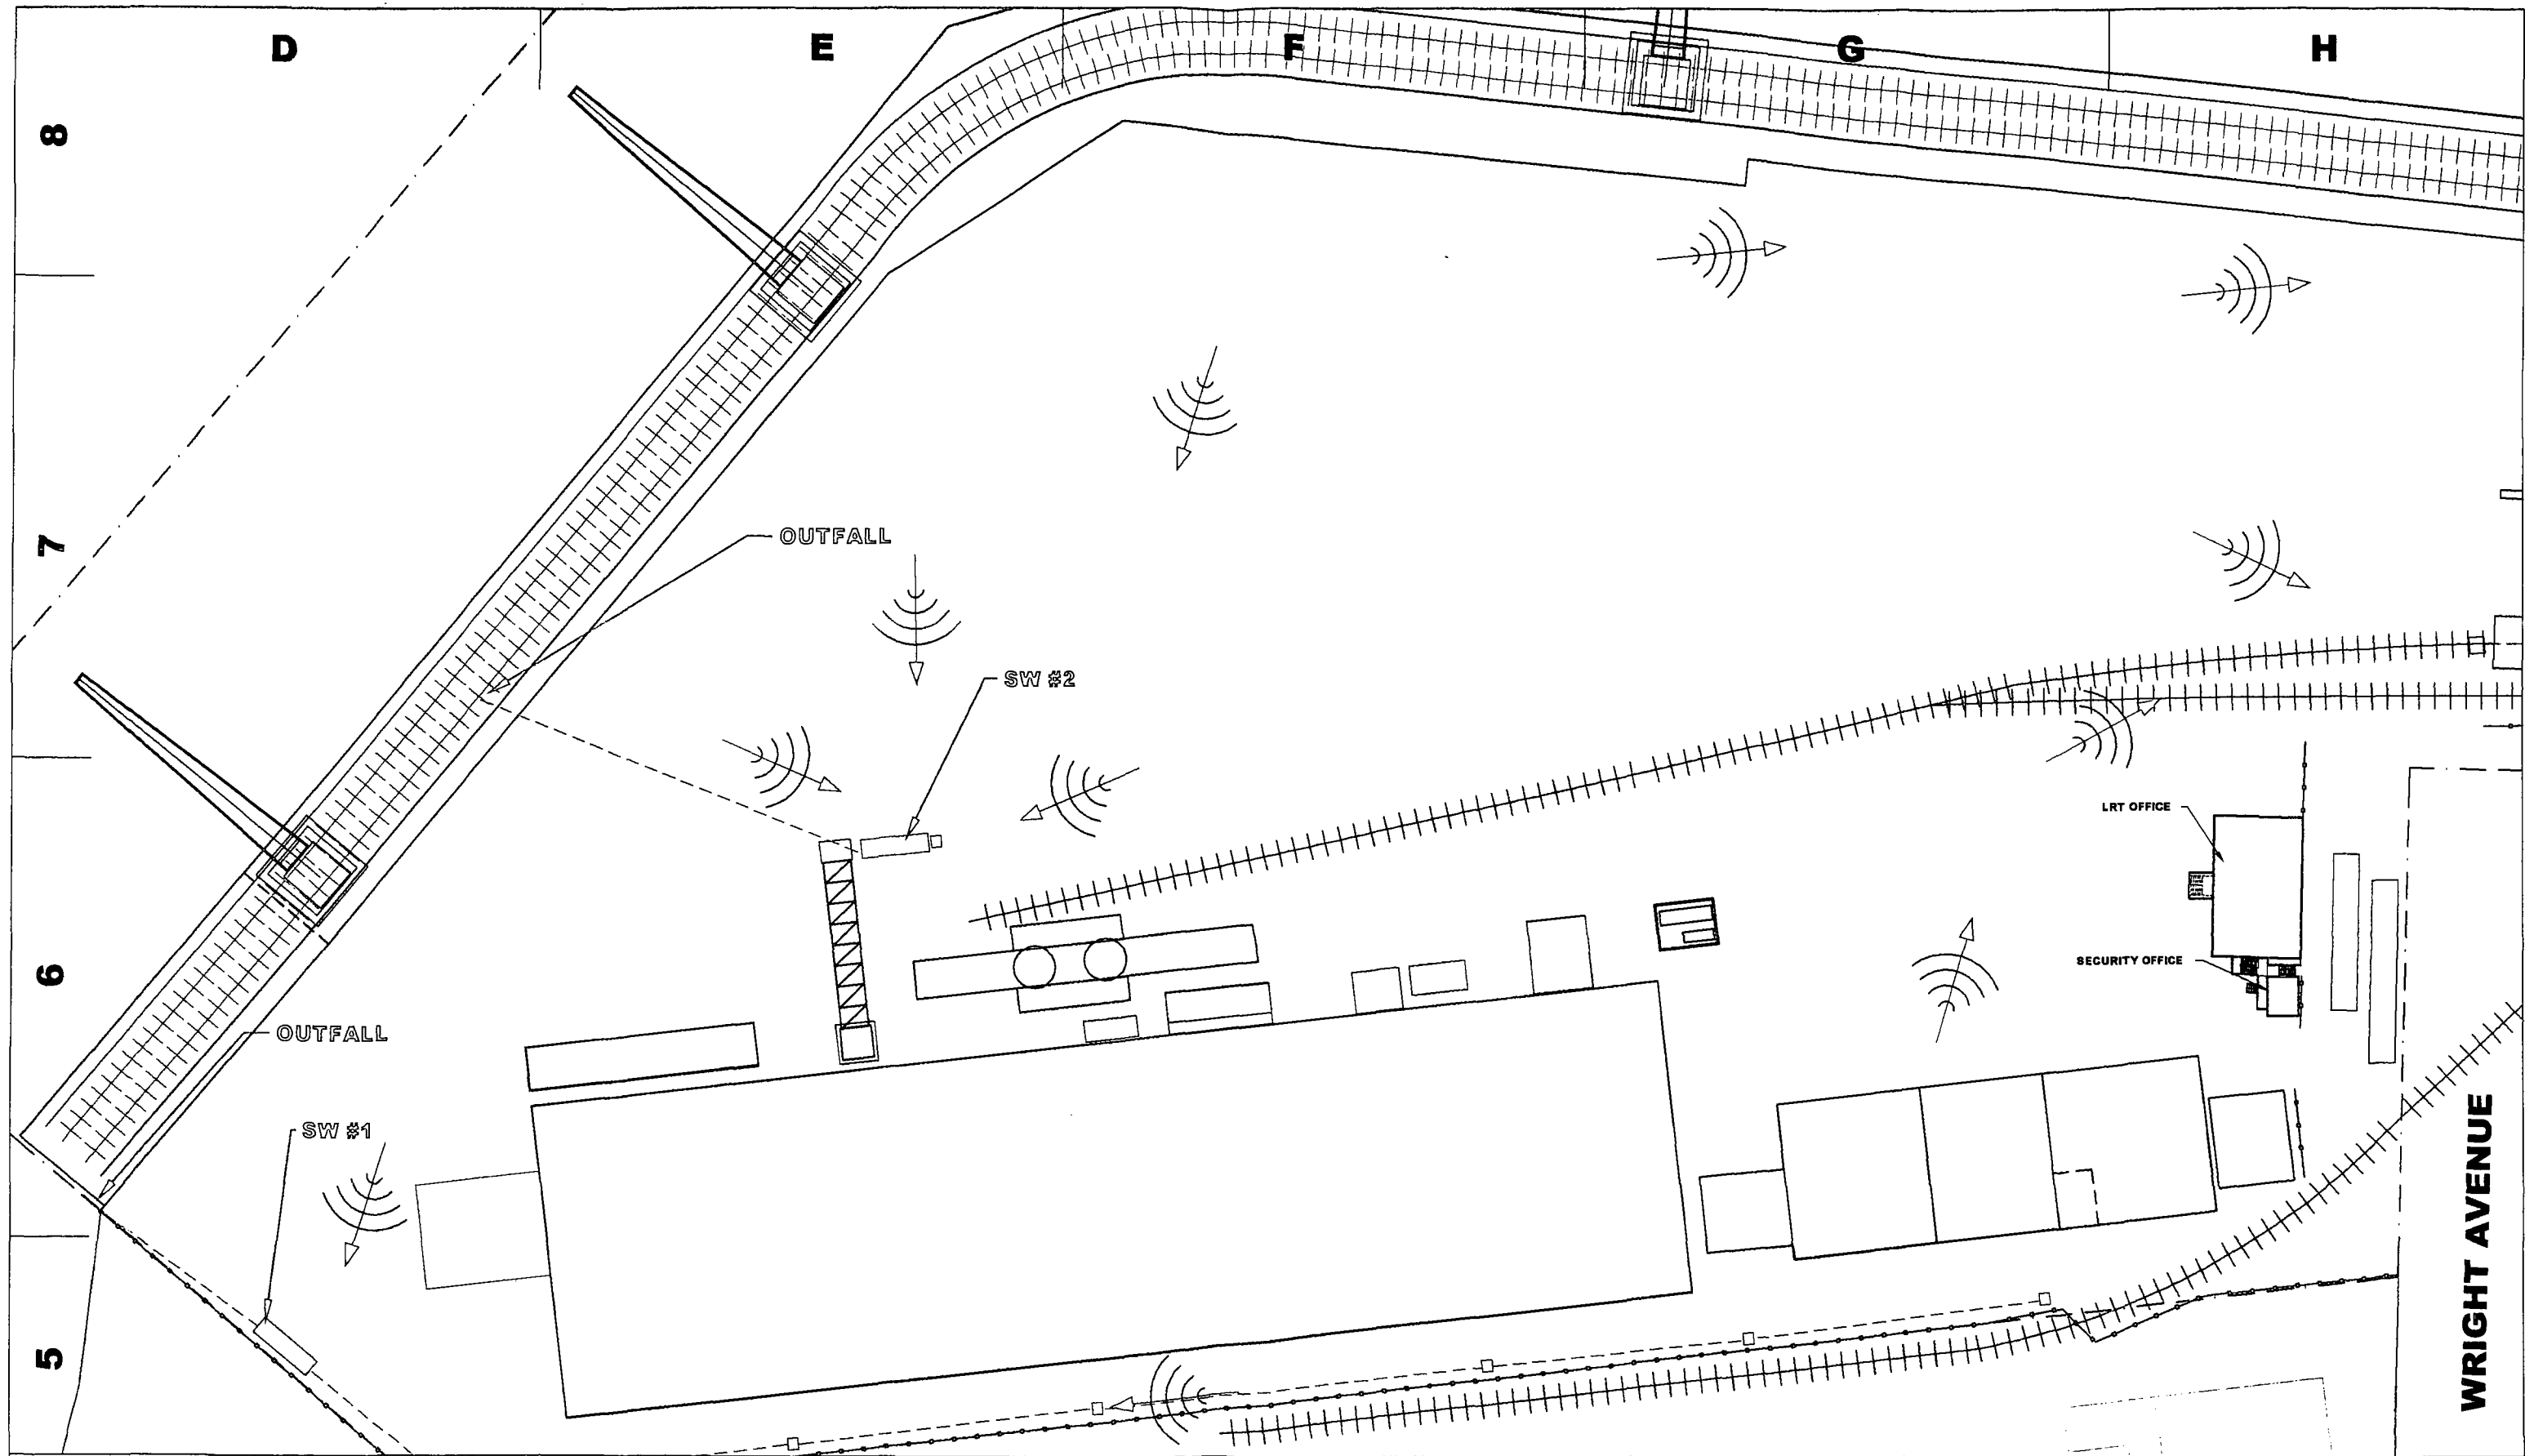 D
E
F
G
H
8
7
6
5
OUTFALL
SW #2
LRT OFFICE
SECURITY OFFICE
OUTFALL
SW #1
WRIGHT AVENUE